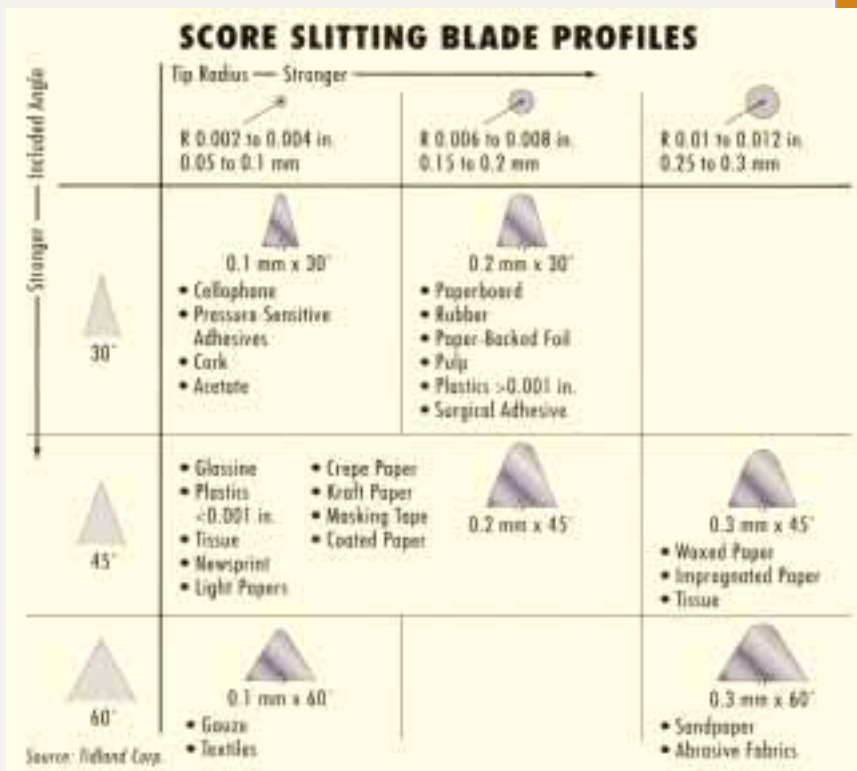 SCORE SLITTING BLADE PROFILES
Tip Radius — Stronger
Stronger — Included Angle
R 0.002 to 0.004 in.
0.05 to 0.1 mm
R 0.006 to 0.008 in.
0.15 to 0.2 mm
R 0.01 to 0.012 in.
0.25 to 0.3 mm
30°
0.1 mm x 30°
• Cellophane
• Pressure-Sensitive
Adhesives
• Cork
• Acetate
0.2 mm x 30°
• Paperboard
• Rubber
• Paper-Backed Foil
• Pulp
• Plastics >0.001 in.
• Surgical Adhesive
45°
• Glassine
• Plastics
<0.001 in.
• Tissue
• Newsprint
• Light Papers
• Crepe Paper
• Kraft Paper
• Masking Tape
• Coated Paper
0.2 mm x 45°
0.3 mm x 45°
• Waxed Paper
• Impregnated Paper
• Tissue
60°
0.1 mm x 60°
• Gauze
• Textiles
0.3 mm x 60°
• Sandpaper
• Abrasive Fabrics
Source: Tidland Corp.